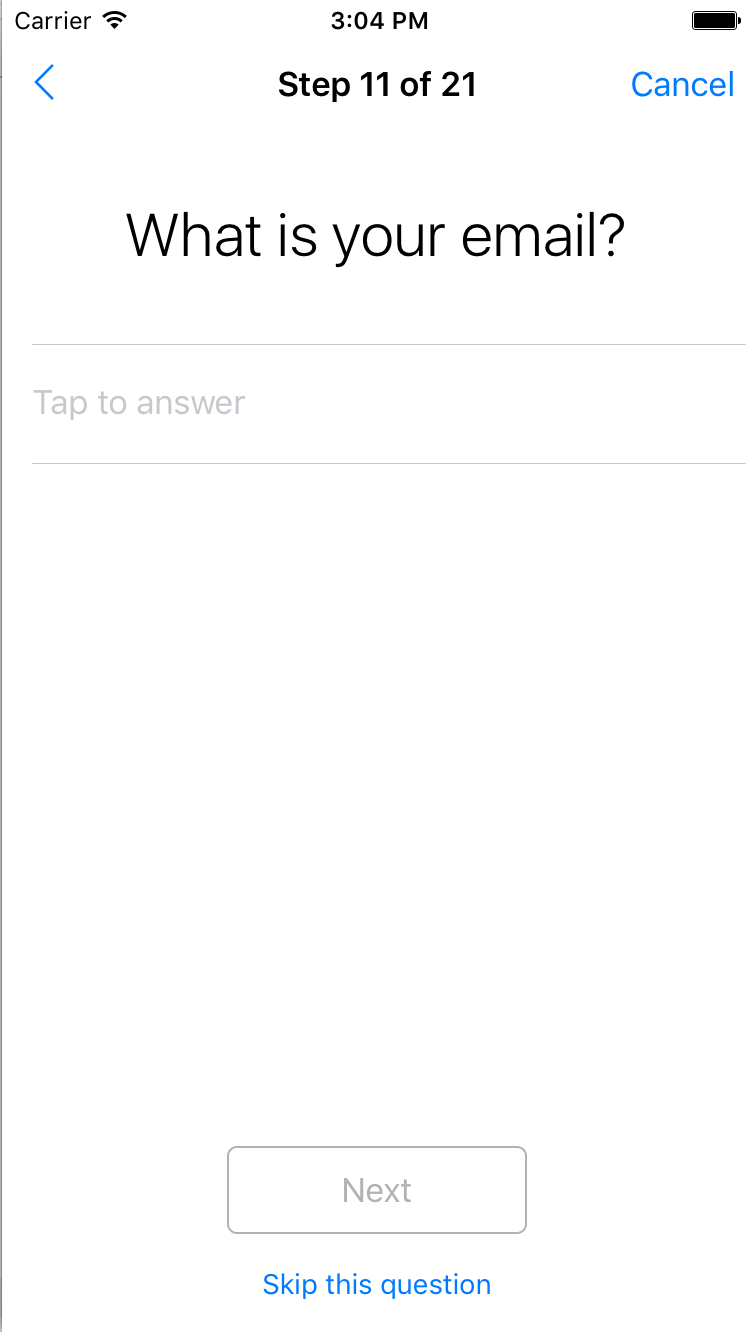 Carrier 3:04 PM
Step 11 of 21 Cancel
What is your email?
Tap to answer
Next
Skip this question